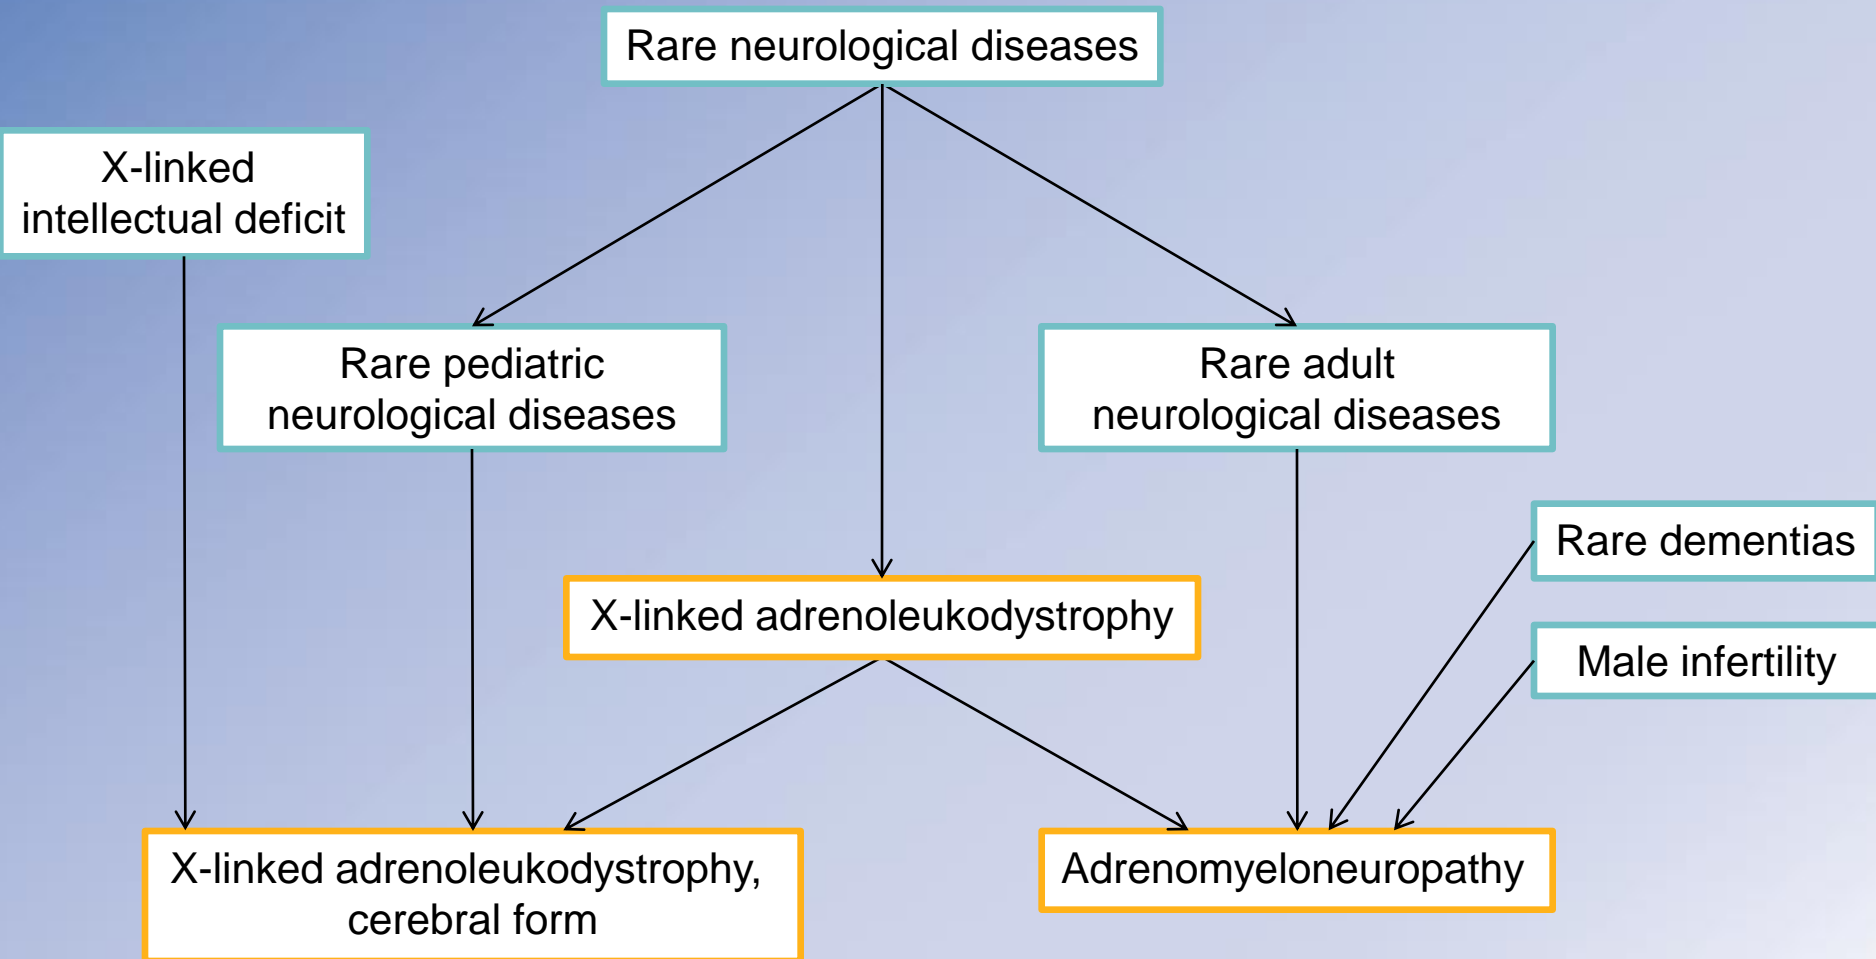 Rare neurological diseases
X-linked
intellectual deficit
Rare pediatric
neurological diseases
Rare adult
neurological diseases
Rare dementias
X-linked adrenoleukodystrophy
Male infertility
X-linked adrenoleukodystrophy,
cerebral form
Adrenomyeloneuropathy